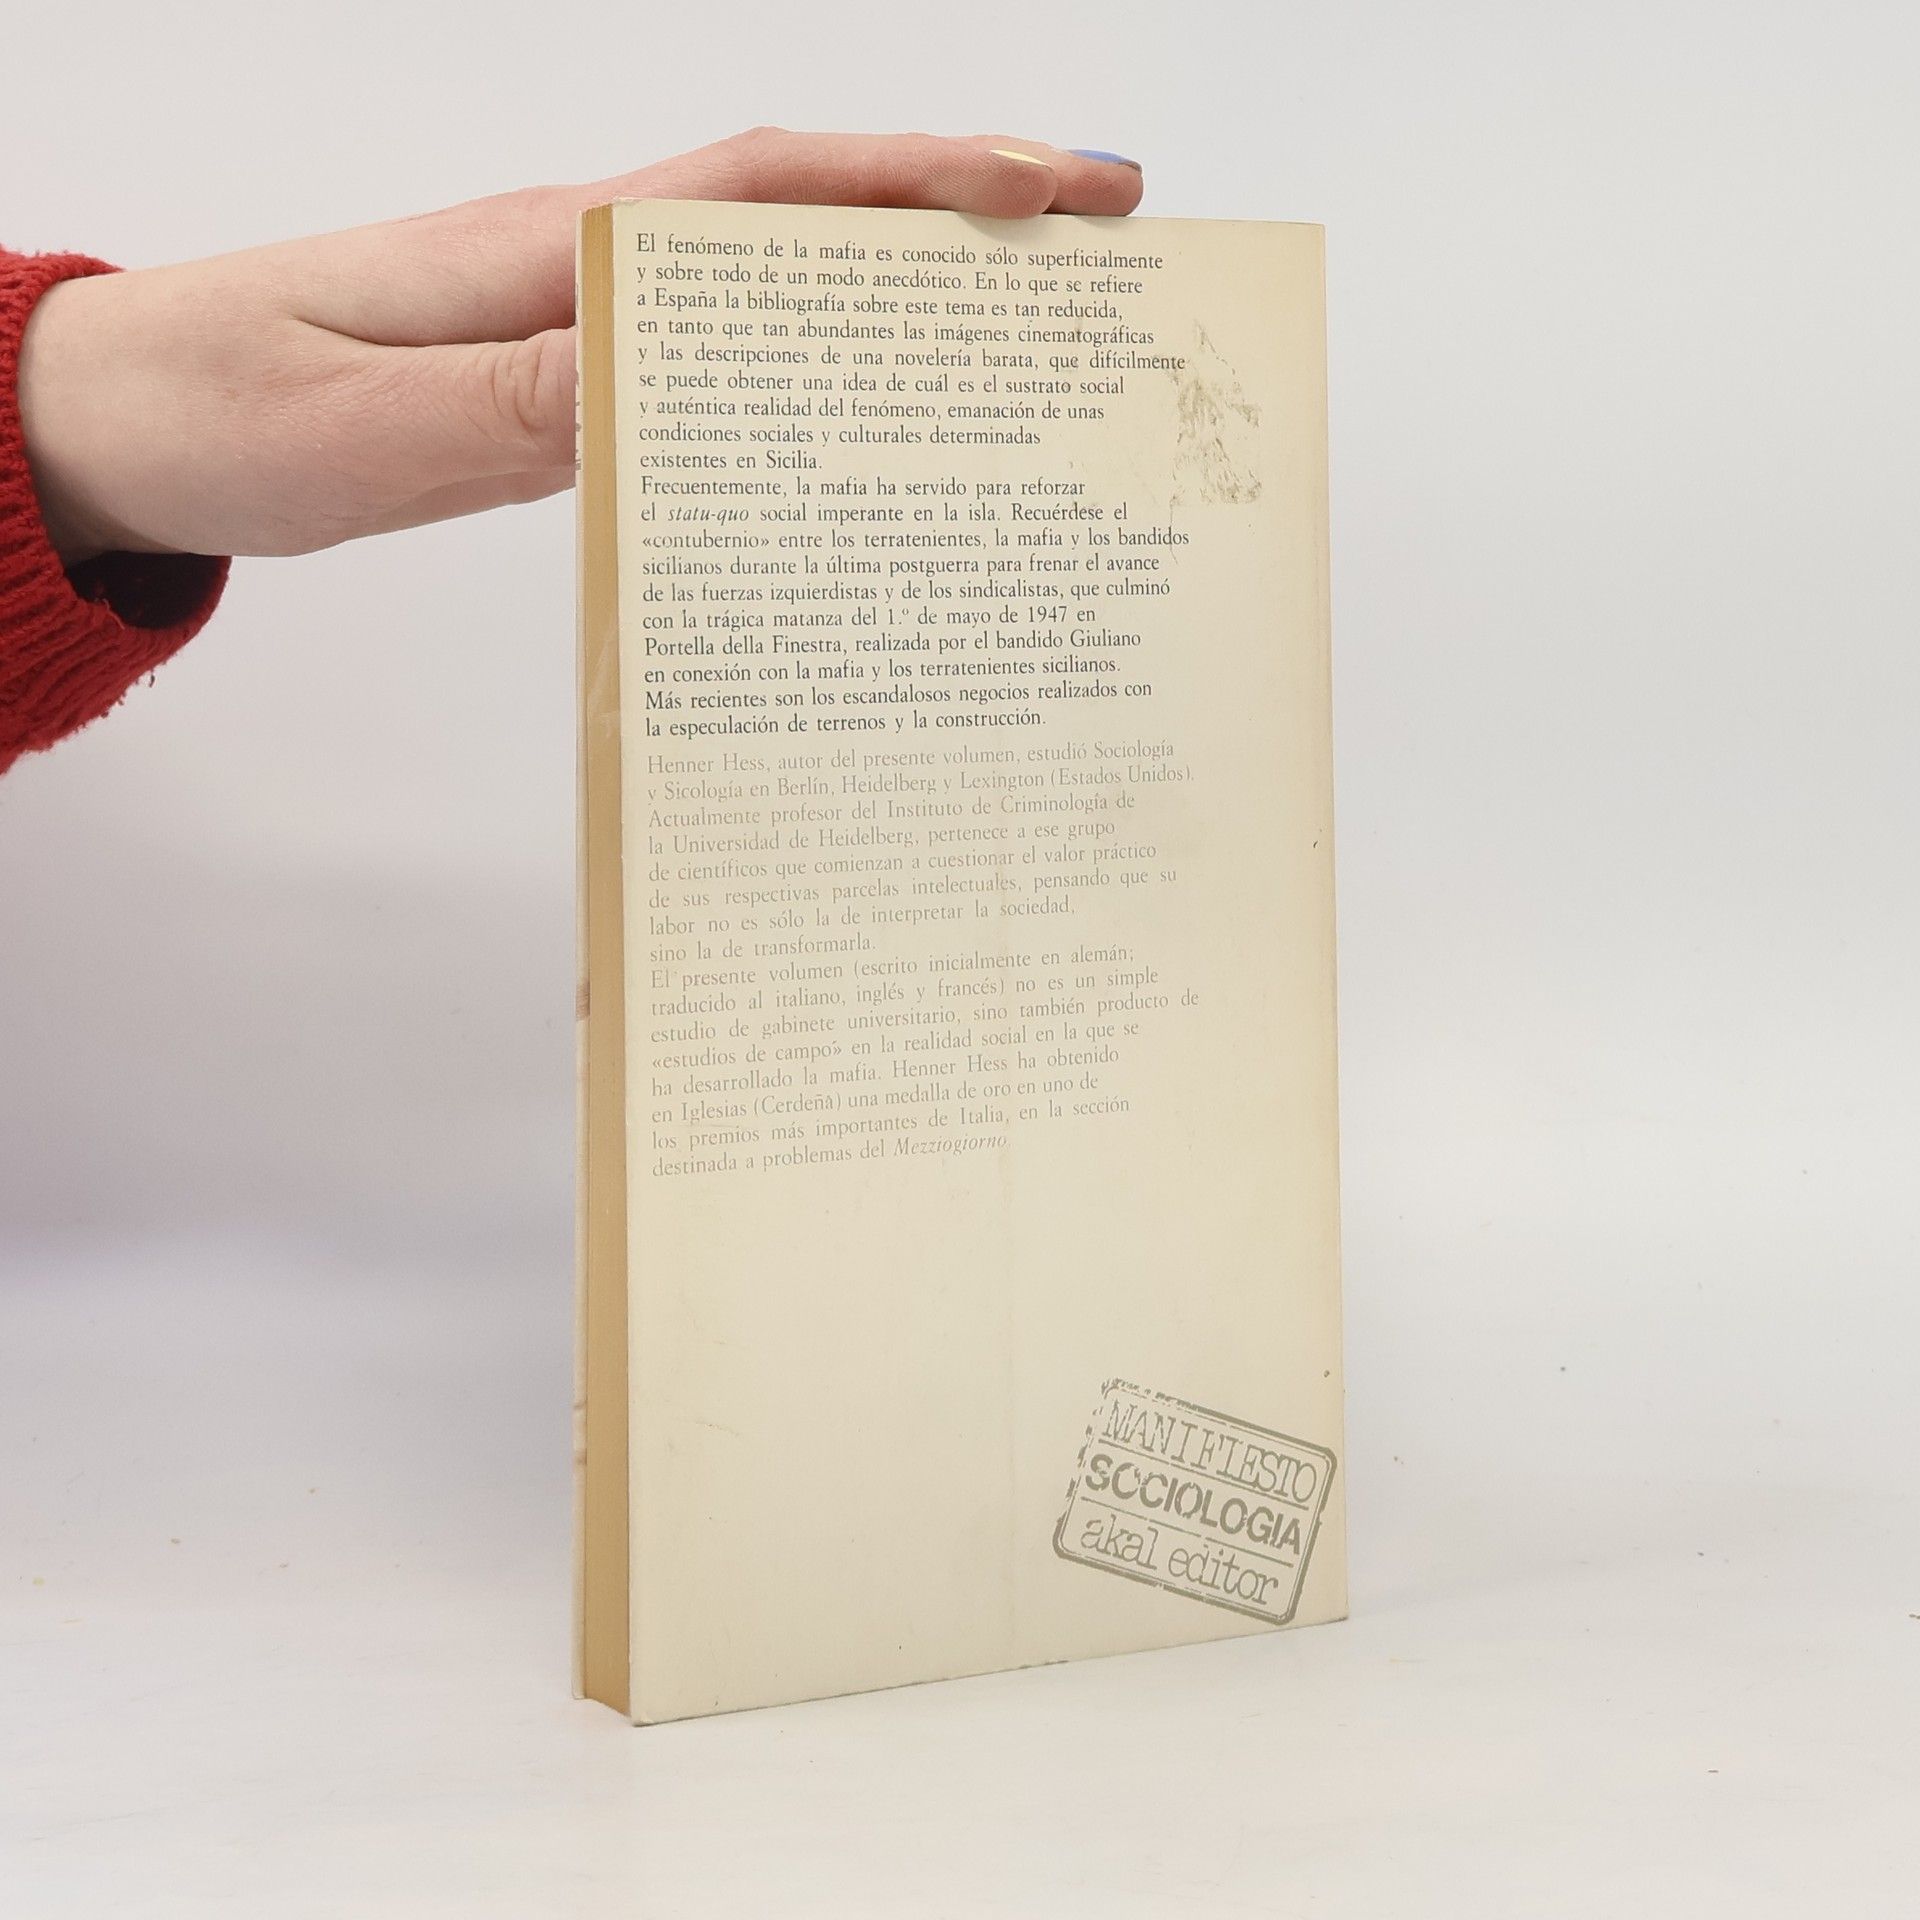 El fenómeno de la mafia es conocido sólo superficialmente
y sobre todo de un modo anecdótico. En lo que se refiere
a España la bibliografía sobre este tema es tan reducida,
en tanto que tan abundantes las imágenes cinematográficas
y las descripciones de una novelería barata, que difícilmente
se puede obtener una idea de cuál es el sustrato social
y auténtica realidad del fenómeno, emanación de unas
condiciones sociales y culturales determinadas
existentes en Sicilia.
Frecuentemente, la mafia ha servido para reforzar
el statu-quo social imperante en la isla. Recuérdese el
«contubernio» entre los terratenientes, la mafia y los bandidos
sicilianos durante la última postguerra para frenar el avance
de las fuerzas izquierdistas y de los sindicalistas, que culminó
con la trágica matanza del 1.º de mayo de 1947 en
Portella della Finestra, realizada por el bandido Giuliano
en conexión con la mafia y los terratenientes sicilianos.
Más recientes son los escandalosos negocios realizados con
la especulación de terrenos y la construcción.
Henner Hess, autor del presente volumen, estudió Sociología
y Sicología en Berlín, Heidelberg y Lexington (Estados Unidos).
Actualmente profesor del Instituto de Criminología de
la Universidad de Heidelberg, pertenece a ese grupo
de científicos que comienzan a cuestionar el valor práctico
de sus respectivas parcelas intelectuales, pensando que su
labor no es sólo la de interpretar la sociedad,
sino la de transformarla.
El presente volumen (escrito inicialmente en alemán;
traducido al italiano, inglés y francés) no es un simple
estudio de gabinete universitario, sino también producto de
«estudios de campo» en la realidad social en la que se
ha desarrollado la mafia. Henner Hess ha obtenido
en Iglesias (Cerdeña) una medalla de oro en uno de
los premios más importantes de Italia, en la sección
destinada a problemas del Mezziogiorno.
MANIFIESTO
SOCIOLOGIA
akal editor